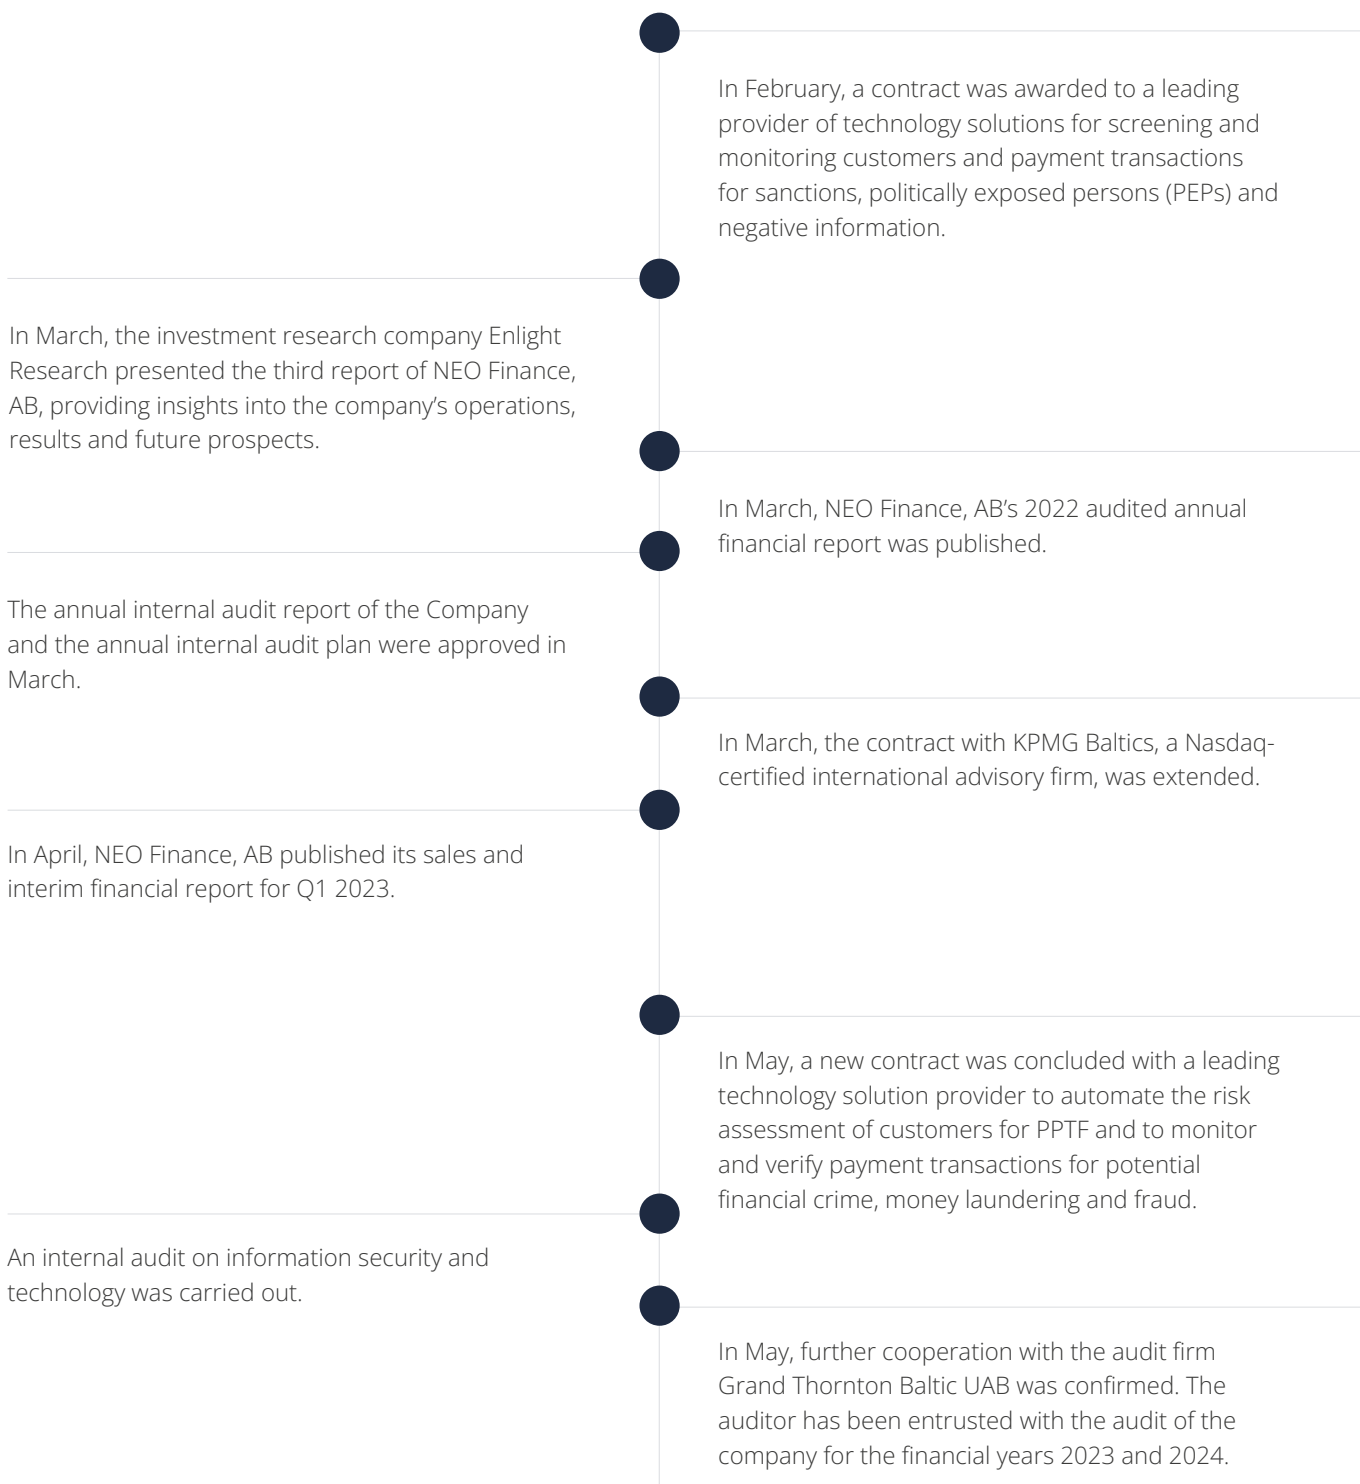 In February, a contract was awarded to a leading
provider of technology solutions for screening and
monitoring customers and payment transactions
for sanctions, politically exposed persons (PEPs) and
negative information.
In March, the investment research company Enlight
Research presented the third report of NEO Finance,
AB, providing insights into the company’s operations,
results and future prospects.
In March, NEO Finance, AB’s 2022 audited annual
financial report was published.
The annual internal audit report of the Company
and the annual internal audit plan were approved in
March.
In March, the contract with KPMG Baltics, a Nasdaq-
certified international advisory firm, was extended.
In April, NEO Finance, AB published its sales and
interim financial report for Q1 2023.
In May, a new contract was concluded with a leading
technology solution provider to automate the risk
assessment of customers for PPTF and to monitor
and verify payment transactions for potential
financial crime, money laundering and fraud.
An internal audit on information security and
technology was carried out.
In May, further cooperation with the audit firm
Grand Thornton Baltic UAB was confirmed. The
auditor has been entrusted with the audit of the
company for the financial years 2023 and 2024.